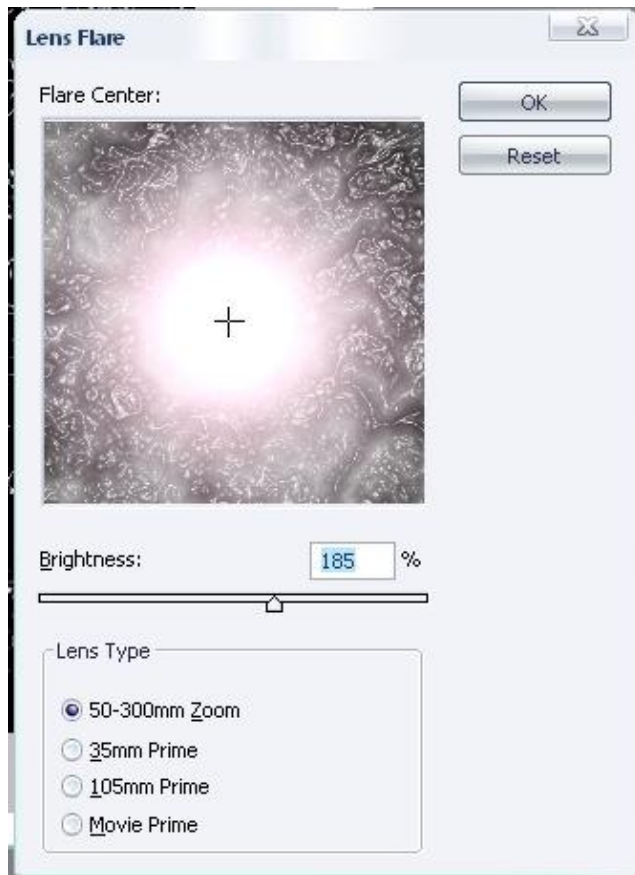 Lens Flare
Flare Center:
OK
Reset
Brightness:
185 %
Lens Type
50-300mm Zoom
35mm Prime
105mm Prime
Movie Prime